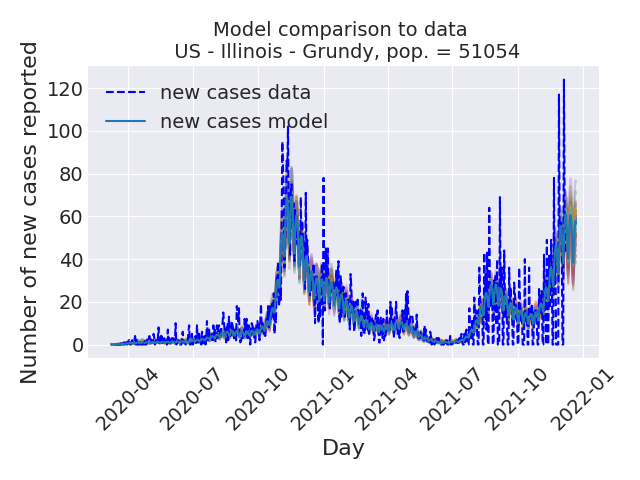 Model comparison to data
US - Illinois - Grundy, pop. = 51054
Number of new cases reported
120
100
80
60
40
20
0
new cases data
new cases model
2020-04
2020-07
2020-10
2021-01
2021-04
2021-07
2021-10
2022-01
Day